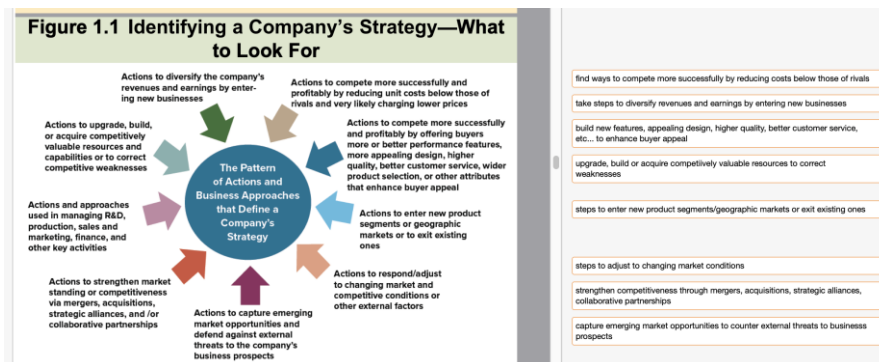 Figure 1.1 Identifying a Company's Strategy—What
to Look For
Actions to diversify the company's
revenues and earnings by enter-
ing new businesses
Actions to compete more successfully and
profitably by reducing unit costs below those of
rivals and very likely charging lower prices
Actions to upgrade, build,
or acquire competitively
valuable resources and
capabilities or to correct
competitive weaknesses
Actions to compete more successfully
and profitably by offering buyers
more or better performance features,
more appealing design, higher
quality, better customer service, wider
product selection, or other attributes
that enhance buyer appeal
The Pattern
of Actions and
Business Approaches
that Define a
Company's
Strategy
Actions and approaches
used in managing R&D,
production, sales and
marketing, finance, and
other key activities
Actions to enter new product
segments or geographic
markets or to exit existing
ones
Actions to strengthen market
standing or competitiveness
via mergers, acquisitions,
strategic alliances, and /or
collaborative partnerships
Actions to respond/adjust
to changing market and
competitive conditions or
other external factors
Actions to capture emerging
market opportunities and
defend against external
threats to the company's
business prospects
find ways to compete more successfully by reducing costs below those of rivals
take steps to diversify revenues and earnings by entering new businesses
build new features, appealing design, higher quality, better customer service,
etc... to enhance buyer appeal
upgrade, build or acquire competiively valuable resources to correct
weaknesses
steps to enter new product segments/geographic markets or exit existing ones
steps to adjust to changing market conditions
strengthen competitiveness through mergers, acquisitions, strategic alliances,
collaborative partnerships
capture emerging market opportunities to counter external threats to businesss
prospects